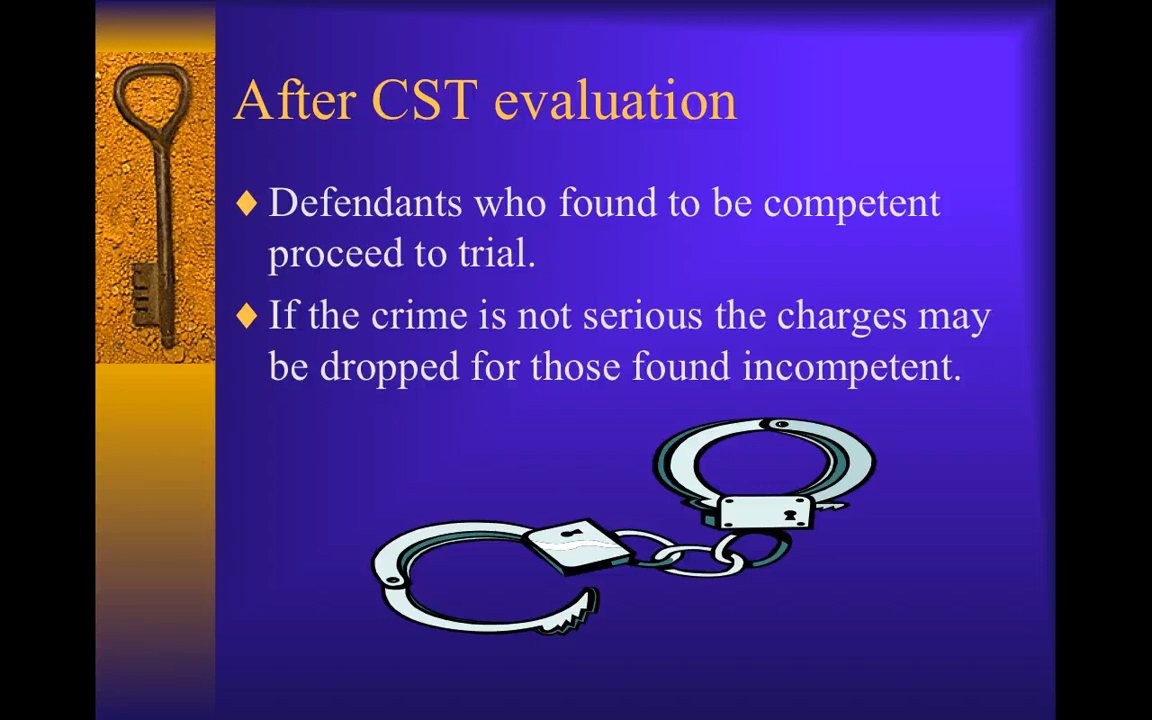 After CST evaluation
Defendants who found to be competent
proceed to trial.
If the crime is not serious the charges may
be dropped for those found incompetent.